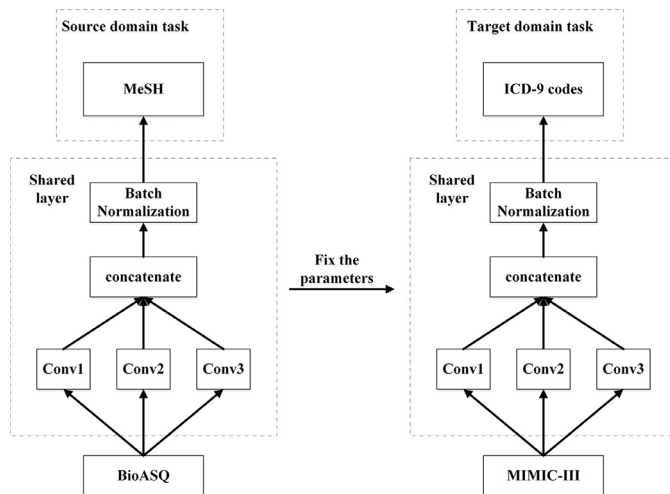 Source domain task
MeSH
Shared
layer
Batch
Normalization
concatenate
Conv1
Conv2
Conv3
BioASQ
Fix the
parameters
Target domain task
ICD-9 codes
Shared
layer
Batch
Normalization
concatenate
Conv1
Conv2
Conv3
MIMIC-III